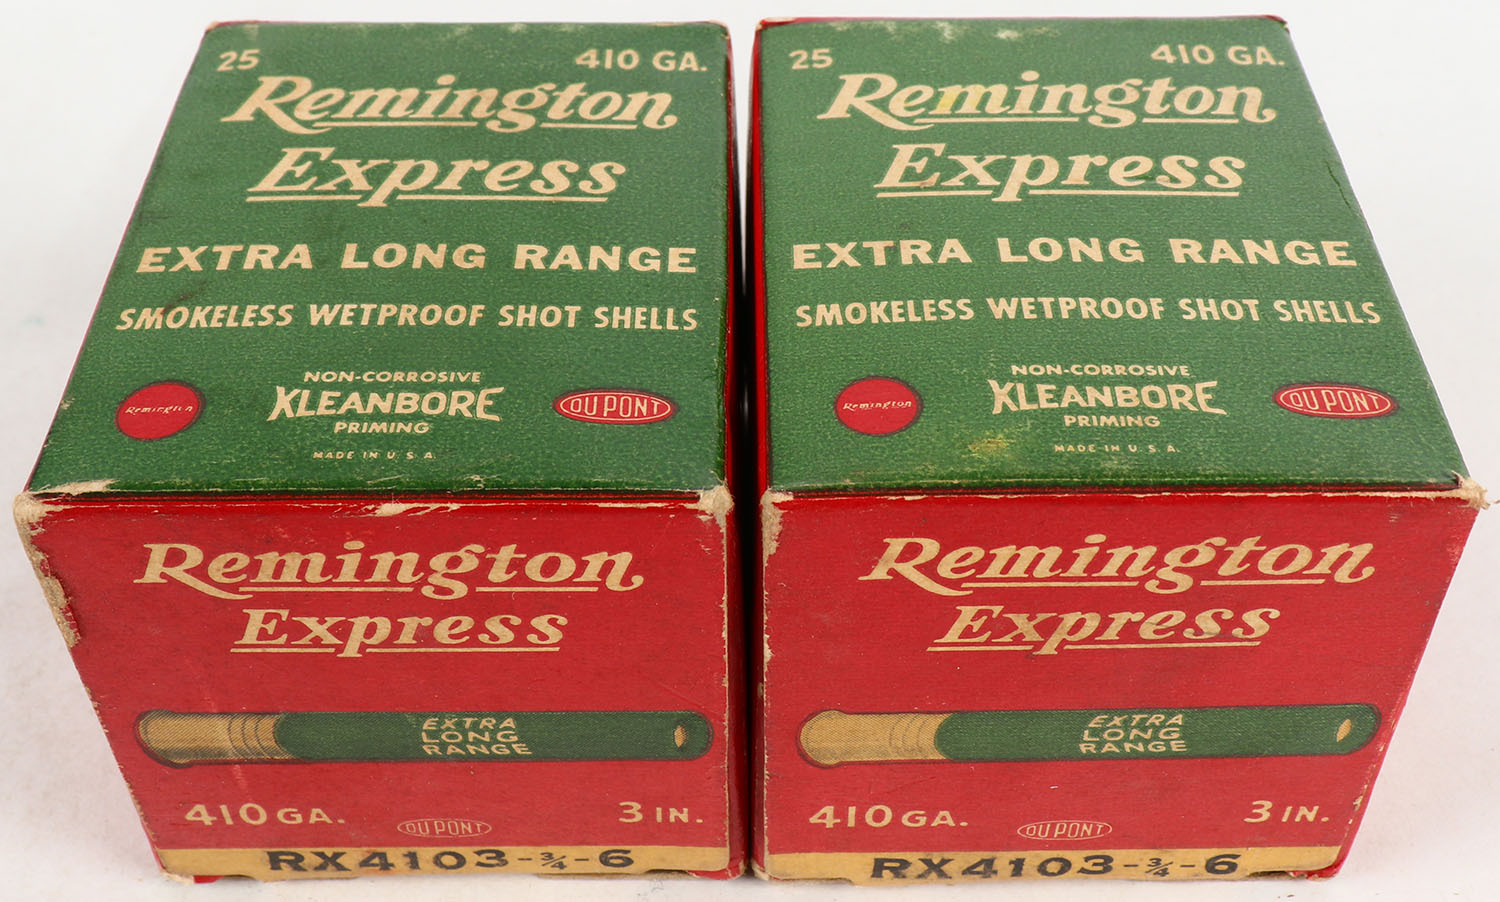 25 410 GA.
Remington
Express
EXTRA LONG RANGE
SMOKELESS WETPROOF SHOT SHELLS
NON-CORROSIVE
Remington KLEANBORE DU PONT
PRIMING
MADE IN U.S.A.
Remington
Express
EXTRA
LONG
RANGE
410 GA. 3 IN.
DU PONT
RX4103-3/4-6
25 410 GA.
Remington
Express
EXTRA LONG RANGE
SMOKELESS WETPROOF SHOT SHELLS
NON-CORROSIVE
Remington KLEANBORE DU PONT
PRIMING
MADE IN U.S.A.
Remington
Express
EXTRA
LONG
RANGE
410 GA. 3 IN.
DU PONT
RX4103-3/4-6